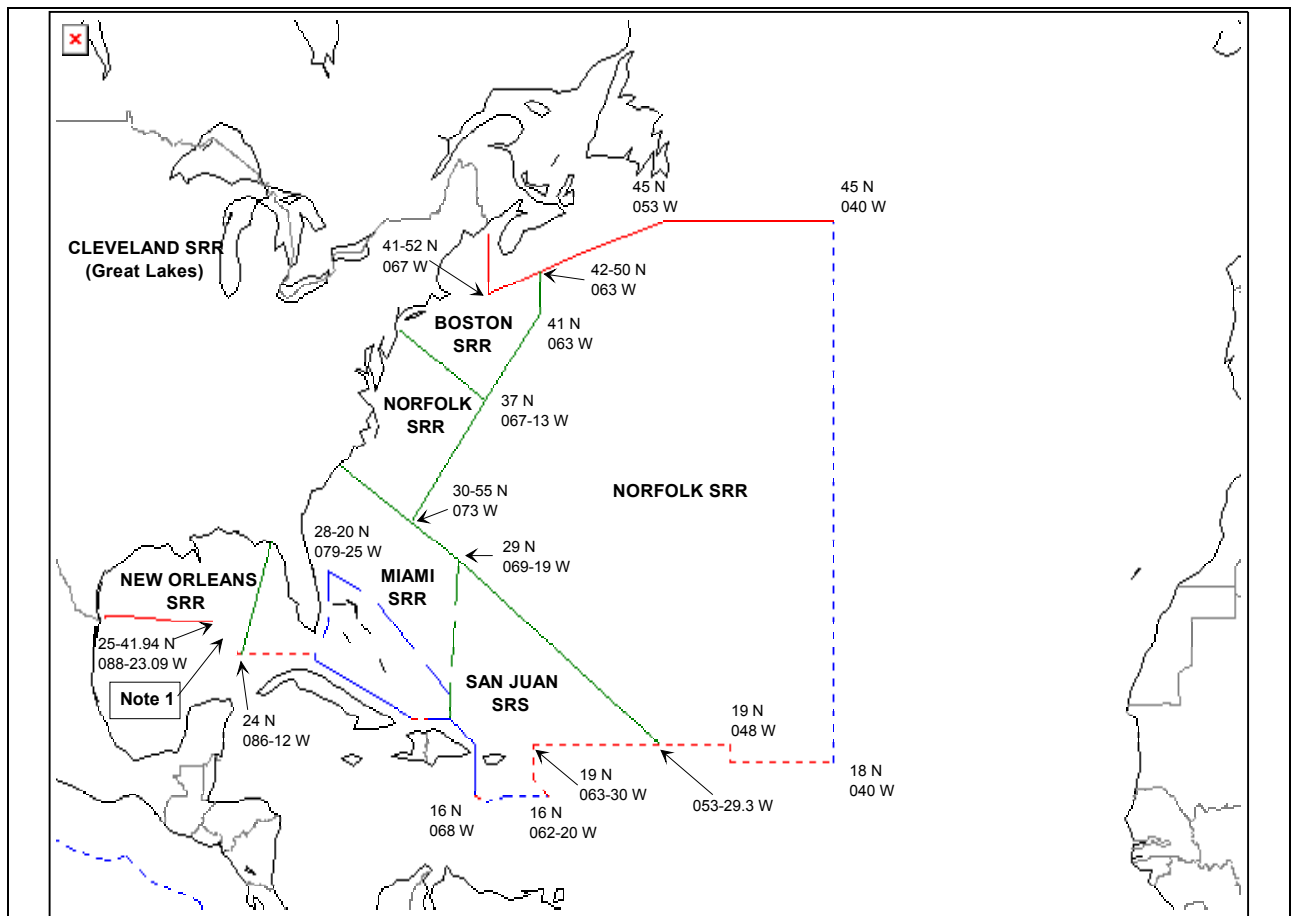 45 N
053 W
45 N
040 W
CLEVELAND SRR
(Great Lakes)
41-52 N
067 W
42-50 N
063 W
BOSTON
SRR
41 N
063 W
NORFOLK
SRR
37 N
067-13 W
30-55 N
073 W
NORFOLK SRR
28-20 N
079-25 W
29 N
069-19 W
MIAMI
SRR
NEW ORLEANS
SRR
25-41.94 N
088-23.09 W
Note 1
24 N
086-12 W
SAN JUAN
SRS
19 N
048 W
19 N
063-30 W
053-29.3 W
18 N
040 W
16 N
068 W
16 N
062-20 W